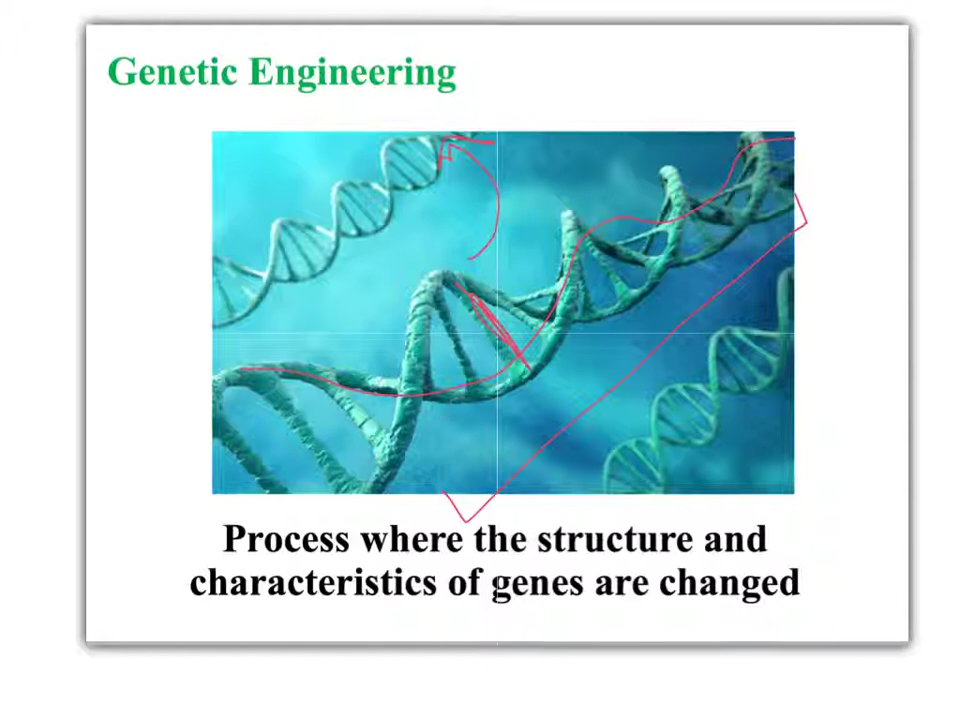 Genetic Engineering
Process where the structure and
characteristics of genes are changed